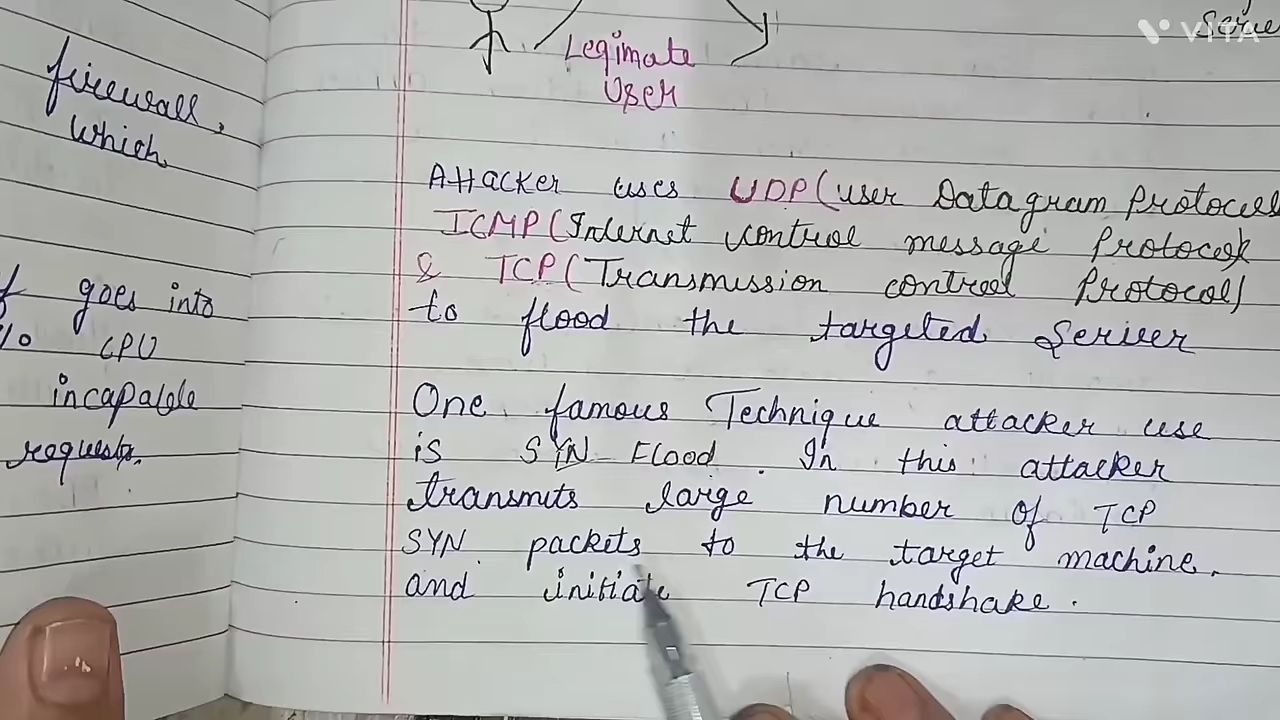 VITA
Legimate
User
firewall,
which
goes into
CPU
incapable
requests.
Attacker uses UDP (user Datagram Protocol
ICMP (Internet control message Protocol)
& TCP (Transmission control Protocol)
to flood the targeted Server
One famous Technique attacker use
is SYN Flood. In this attacker
transmits large number of TCP
SYN packets to the target machine.
and initiate TCP handshake.